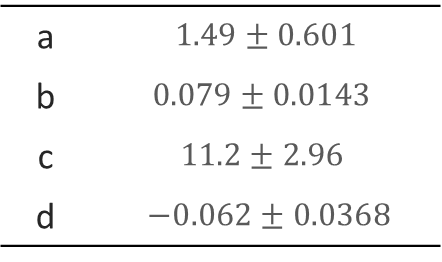 a 1.49 ± 0.601
b 0.079 ± 0.0143
c 11.2 ± 2.96
d −0.062 ± 0.0368